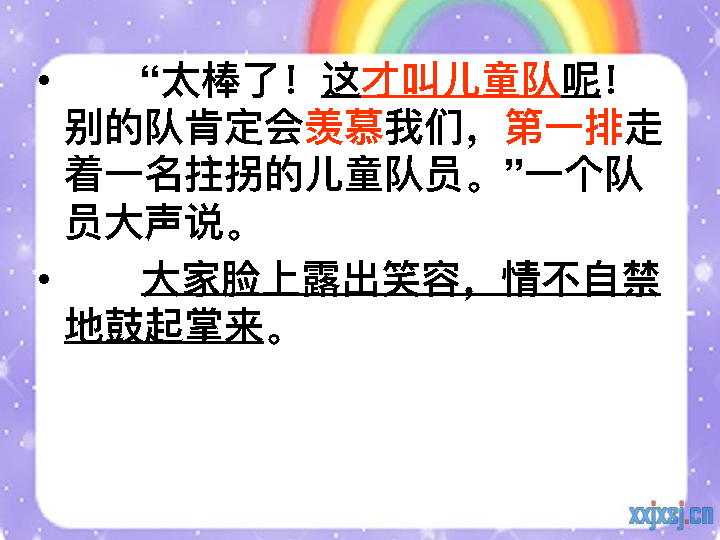 • “太棒了！这才叫儿童队呢！
别的队肯定会羡慕我们，第一排走
着一名拄拐的儿童队员。”一个队
员大声说。
• 大家脸上露出笑容，情不自禁
地鼓起掌来。
xxjxsj.cn